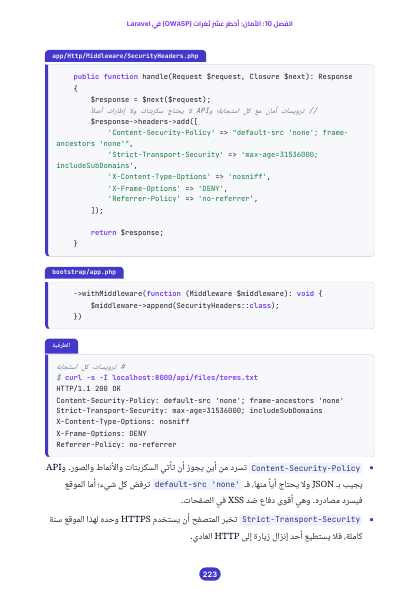 الفصل 10: الأمان: أخطر عشر ثغرات (OWASP) في Laravel
app/Http/Middleware/SecurityHeaders.php
public function handle(Request $request, Closure $next): Response
{
$response = $next($request);
// ترويسات أمان مع كل استجابة؛ وAPI لا يحتاج سكربتات ولا إطارات أصلاً
$response->headers->add([
'Content-Security-Policy' => "default-src 'none'; frame-
ancestors 'none'",
'Strict-Transport-Security' => 'max-age=31536000;
includeSubDomains',
'X-Content-Type-Options' => 'nosniff',
'X-Frame-Options' => 'DENY',
'Referrer-Policy' => 'no-referrer',
]);
return $response;
}
bootstrap/app.php
->withMiddleware(function (Middleware $middleware): void {
$middleware->append(SecurityHeaders::class);
})
الطرفية
# ترويسات كل استجابة
$ curl -s -I localhost:8000/api/files/terms.txt
HTTP/1.1 200 OK
Content-Security-Policy: default-src 'none'; frame-ancestors 'none'
Strict-Transport-Security: max-age=31536000; includeSubDomains
X-Content-Type-Options: nosniff
X-Frame-Options: DENY
Referrer-Policy: no-referrer
• Content-Security-Policy تسرد من أين يجوز أن تأتي السكربتات والأنماط والصور. وAPI
يجيب بـ JSON ولا يحتاج أياً منها، فـ default-src 'none' ترفض كل شيء؛ أما الموقع
فيسرد مصادره. وهي أقوى دفاع ضد XSS في الصفحات.
• Strict-Transport-Security تخبر المتصفح أن يستخدم HTTPS وحده لهذا الموقع سنة
كاملة، فلا يستطيع أحد إنزال زيارة إلى HTTP العادي.
223